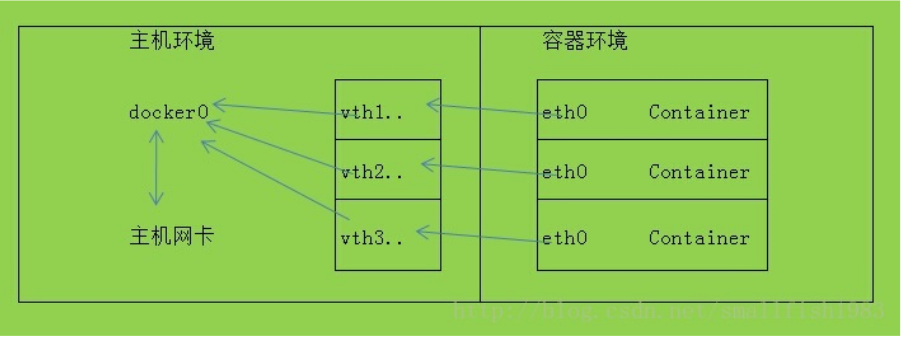 主机环境 容器环境
docker0 vth1.. eth0 Container
vth2.. eth0 Container
主机网卡 vth3.. eth0 Container
http://blog.csdn.net/smallfish1983